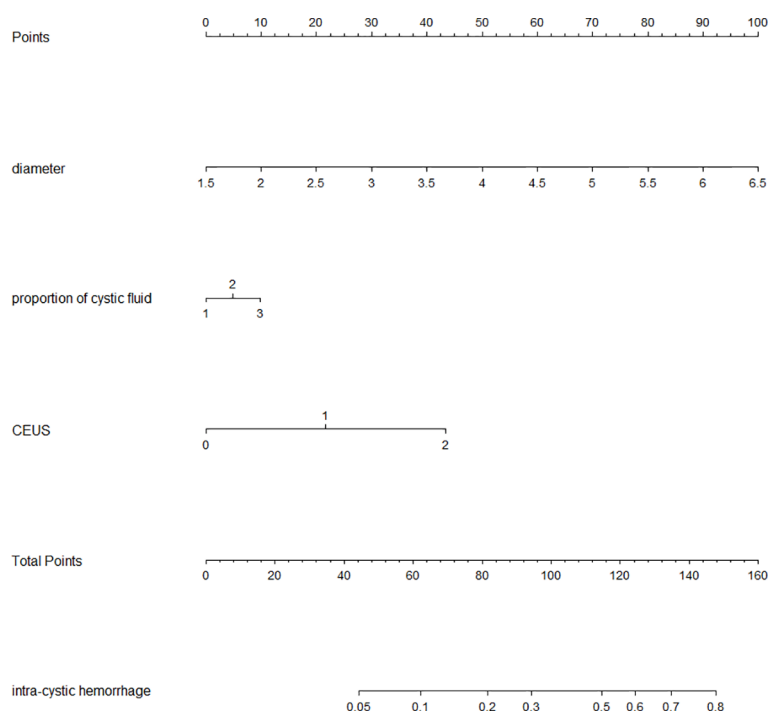 0 10 20 30 40 50 60 70 80 90 100
Points
diameter
1.5 2 2.5 3 3.5 4 4.5 5 5.5 6 6.5
2
proportion of cystic fluid
1 3
1
CEUS
0 2
Total Points
0 20 40 60 80 100 120 140 160
intra-cystic hemorrhage
0.05 0.1 0.2 0.3 0.5 0.6 0.7 0.8